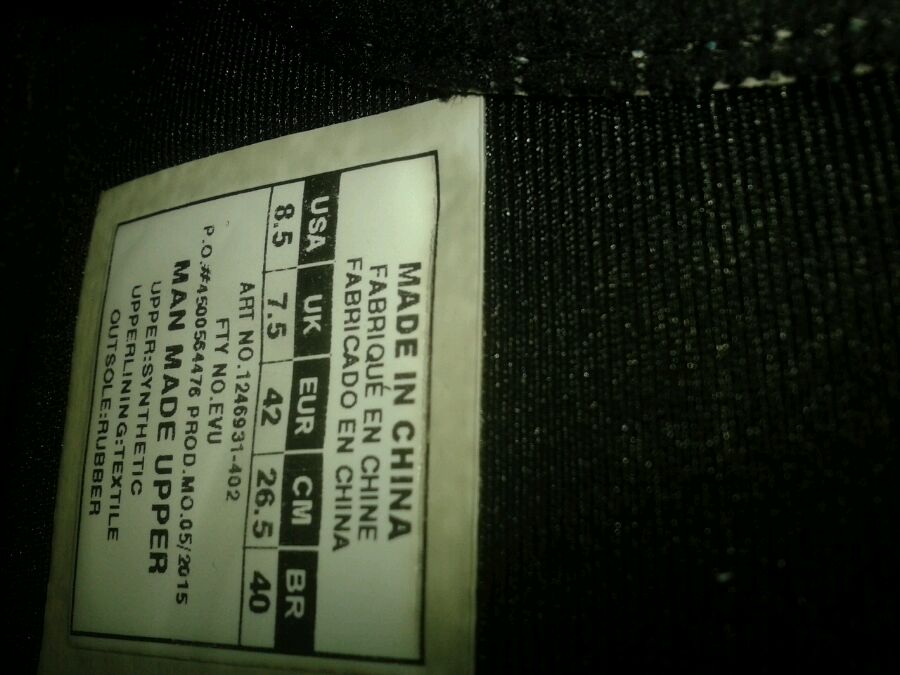 MADE IN CHINA
FABRIQUÉ EN CHINE
FABRICADO EN CHINA
USA UK EUR CM BR
8.5 7.5 42 26.5 40
ART NO.1246931-402
FTY NO.EVU
P.O.#4500564476 PROD.MO.05/2015
MAN MADE UPPER
UPPER:SYNTHETIC
UPPERLINING:TEXTILE
OUTSOLE:RUBBER